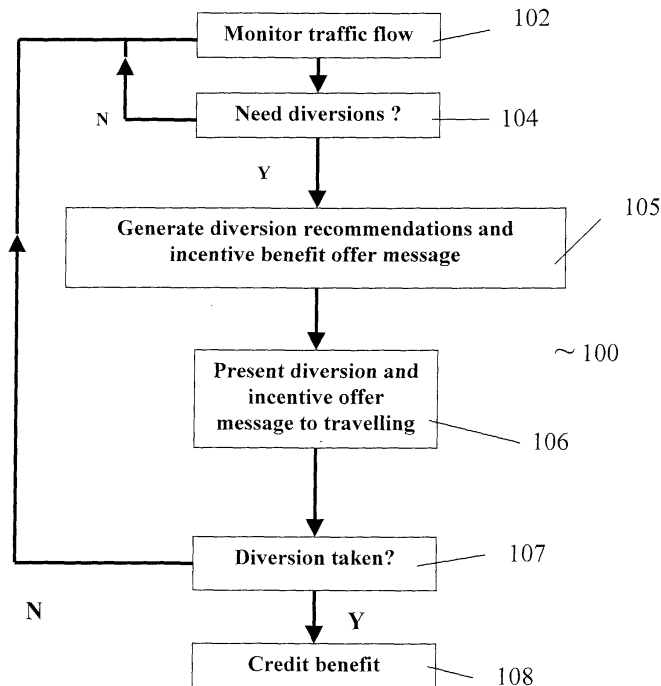 Monitor traffic flow
102
Need diversions ?
104
N
Y
105
Generate diversion recommendations and
incentive benefit offer message
~ 100
Present diversion and
incentive offer
message to travelling
106
Diversion taken?
107
N
Y
Credit benefit
108